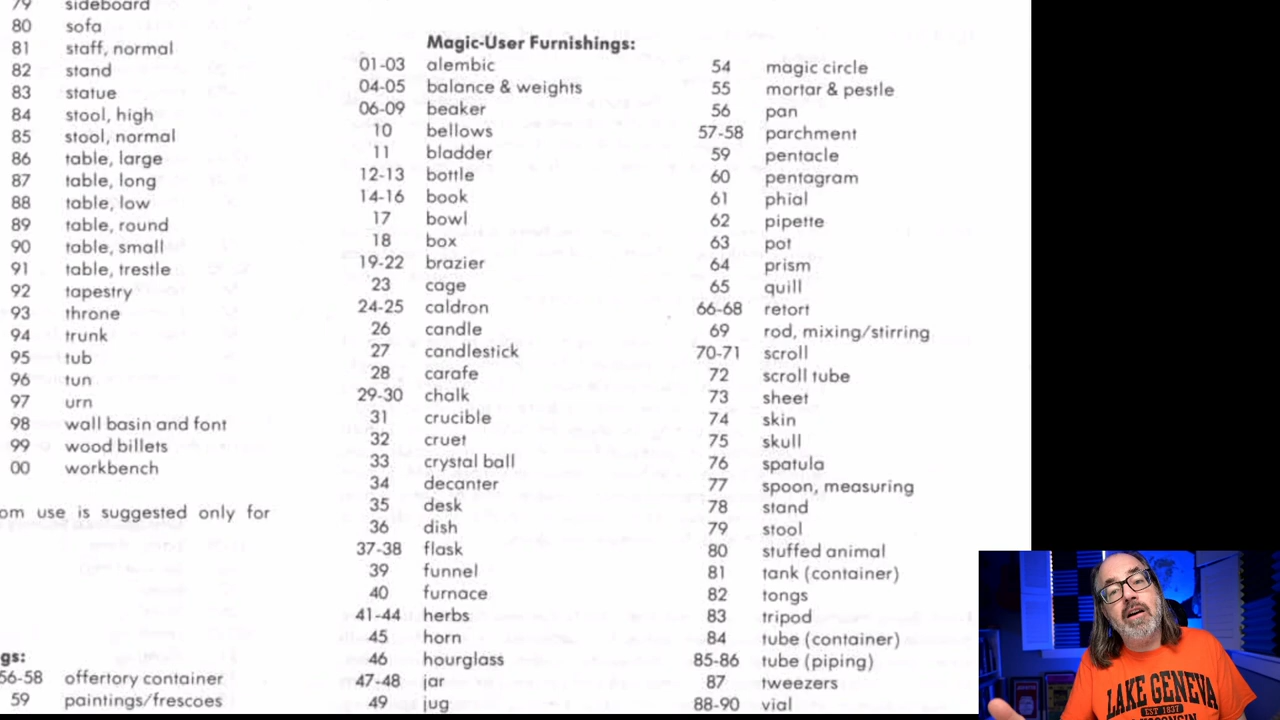 79 sideboard
80 sofa
81 staff, normal
82 stand
83 statue
84 stool, high
85 stool, normal
86 table, large
87 table, long
88 table, low
89 table, round
90 table, small
91 table, trestle
92 tapestry
93 throne
94 trunk
95 tub
96 tun
97 urn
98 wall basin and font
99 wood billets
00 workbench
om use is suggested only for
gs:
56-58 offertory container
59 paintings/frescoes
Magic-User Furnishings:
01-03 alembic
04-05 balance & weights
06-09 beaker
10 bellows
11 bladder
12-13 bottle
14-16 book
17 bowl
18 box
19-22 brazier
23 cage
24-25 caldron
26 candle
27 candlestick
28 carafe
29-30 chalk
31 crucible
32 cruet
33 crystal ball
34 decanter
35 desk
36 dish
37-38 flask
39 funnel
40 furnace
41-44 herbs
45 horn
46 hourglass
47-48 jar
49 jug
54 magic circle
55 mortar & pestle
56 pan
57-58 parchment
59 pentacle
60 pentagram
61 phial
62 pipette
63 pot
64 prism
65 quill
66-68 retort
69 rod, mixing/stirring
70-71 scroll
72 scroll tube
73 sheet
74 skin
75 skull
76 spatula
77 spoon, measuring
78 stand
79 stool
80 stuffed animal
81 tank (container)
82 tongs
83 tripod
84 tube (container)
85-86 tube (piping)
87 tweezers
88-90 vial
LAKE GENEVA
EST 1837
WISCONSIN